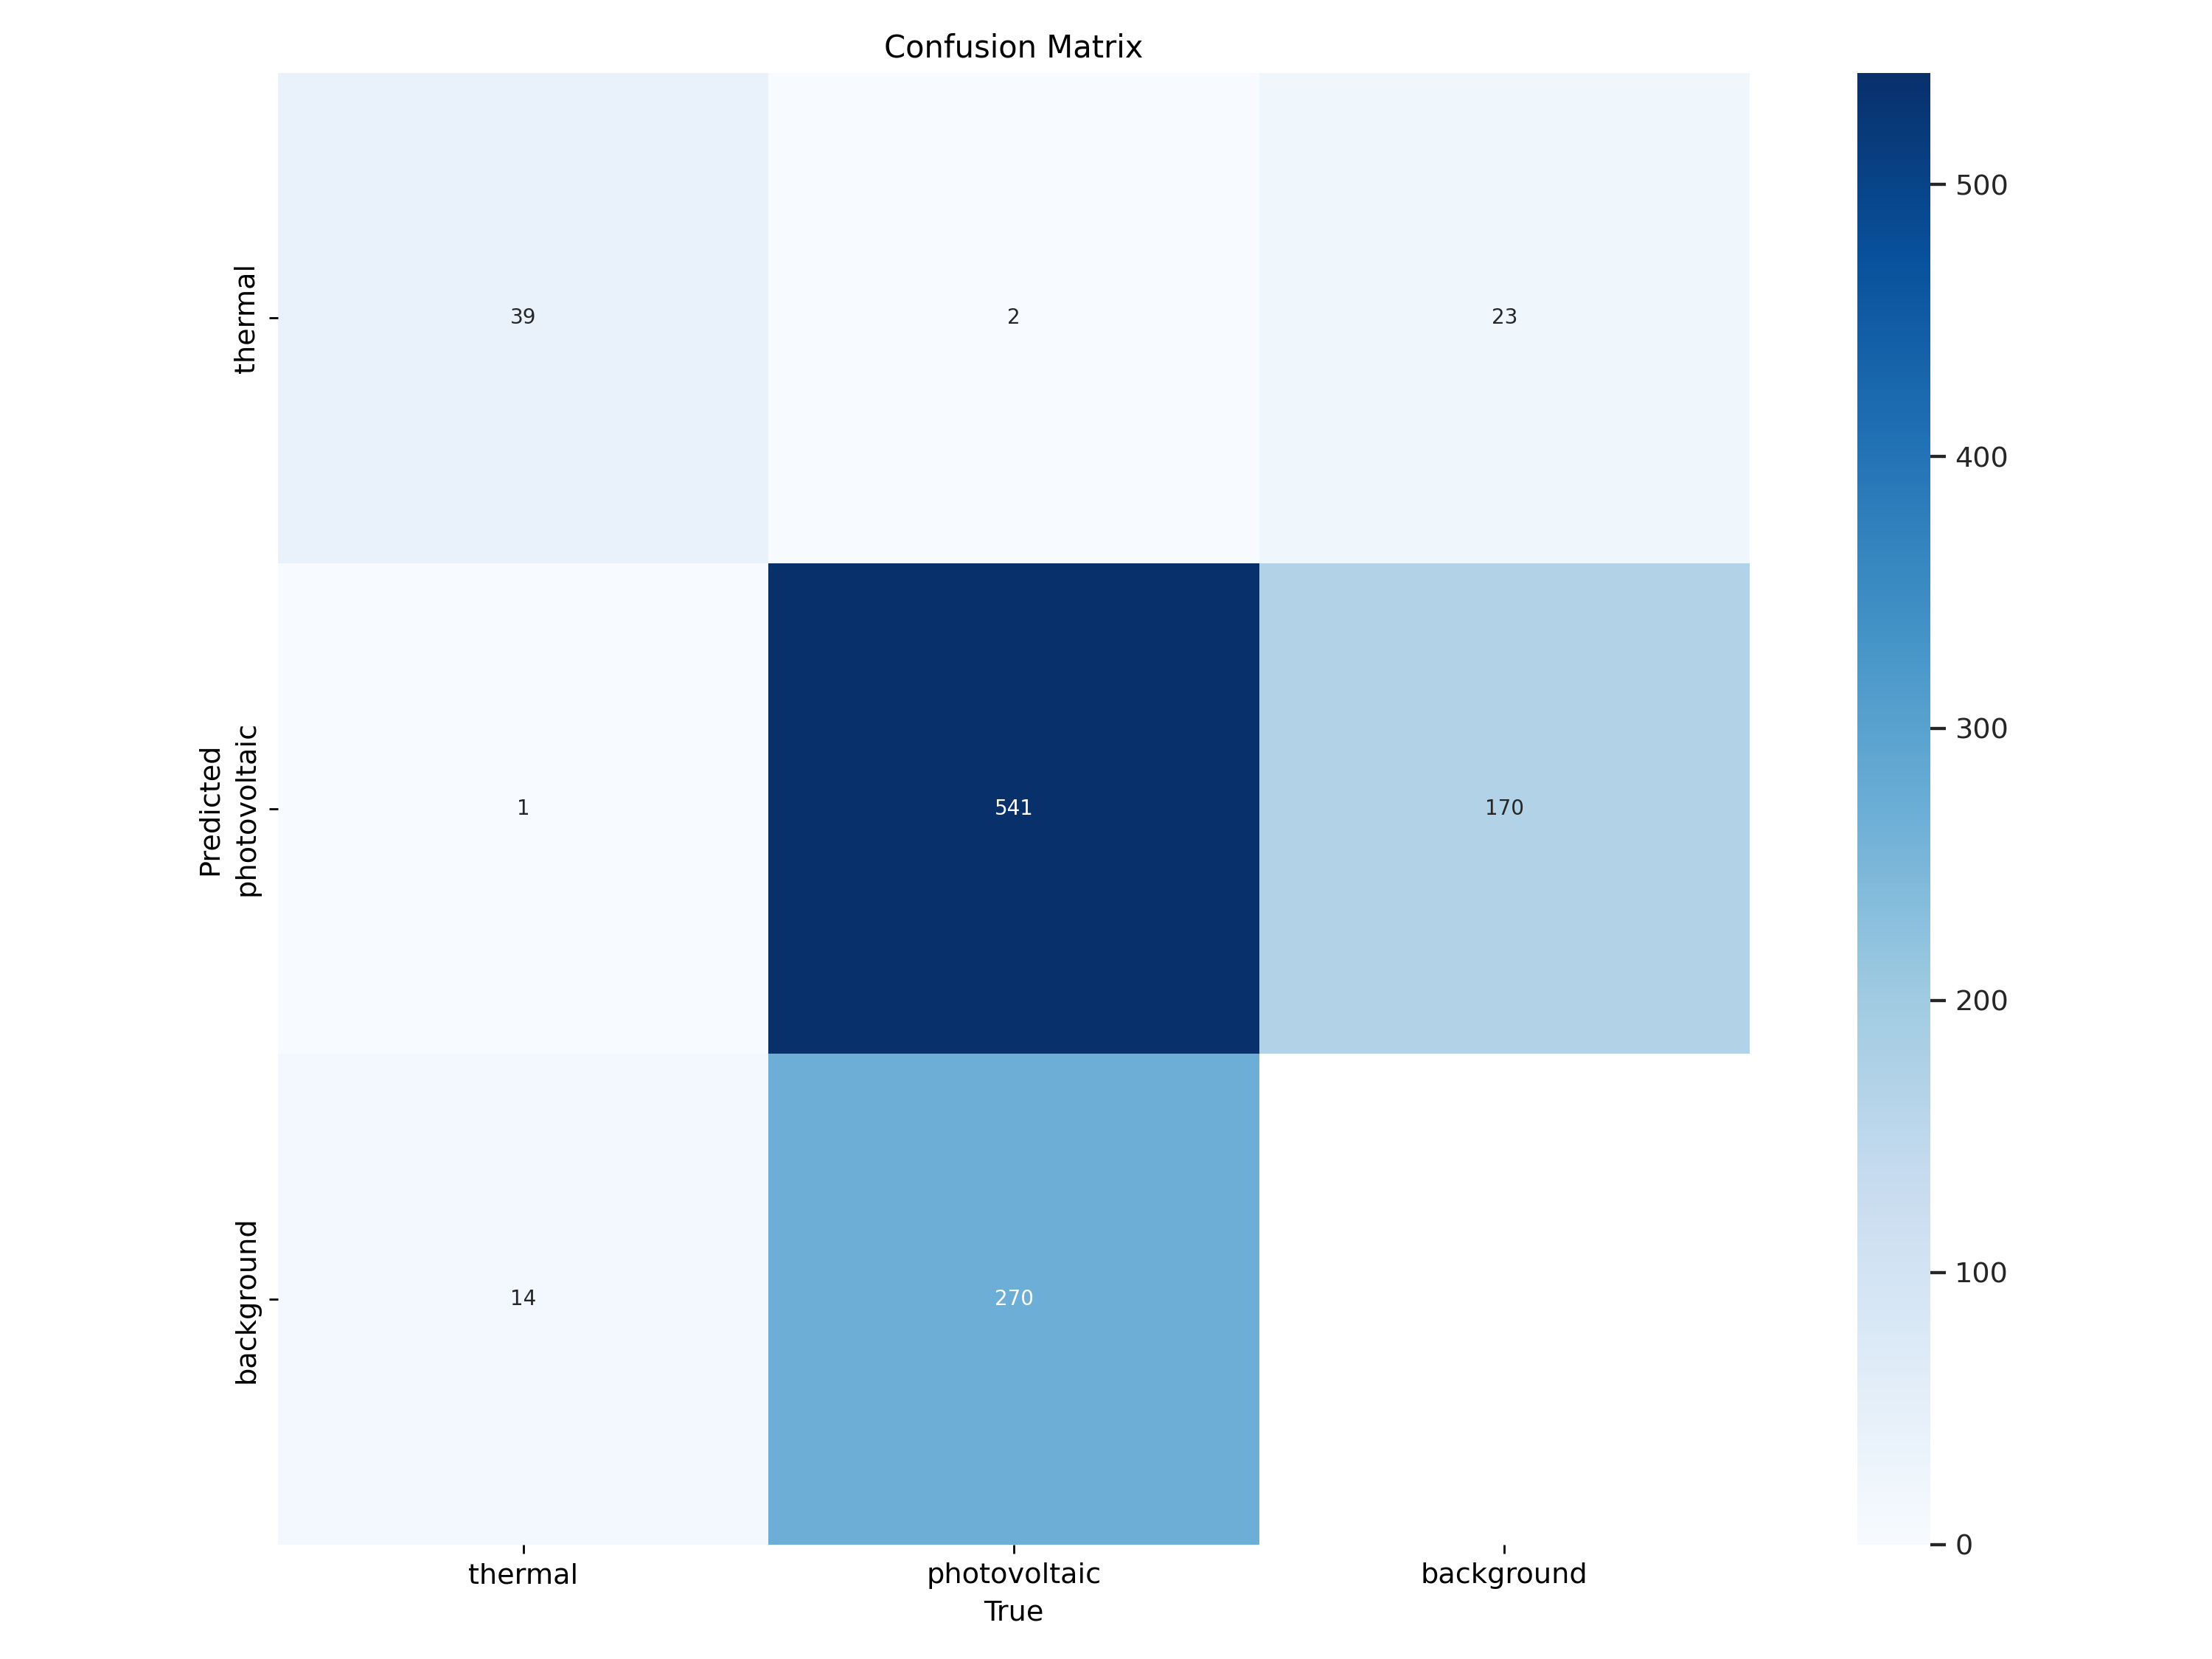 Confusion Matrix
thermal
39
2
23
500
400
300
200
100
0
Predicted
photovoltaic
1
541
170
background
14
270
thermal
photovoltaic
background
True